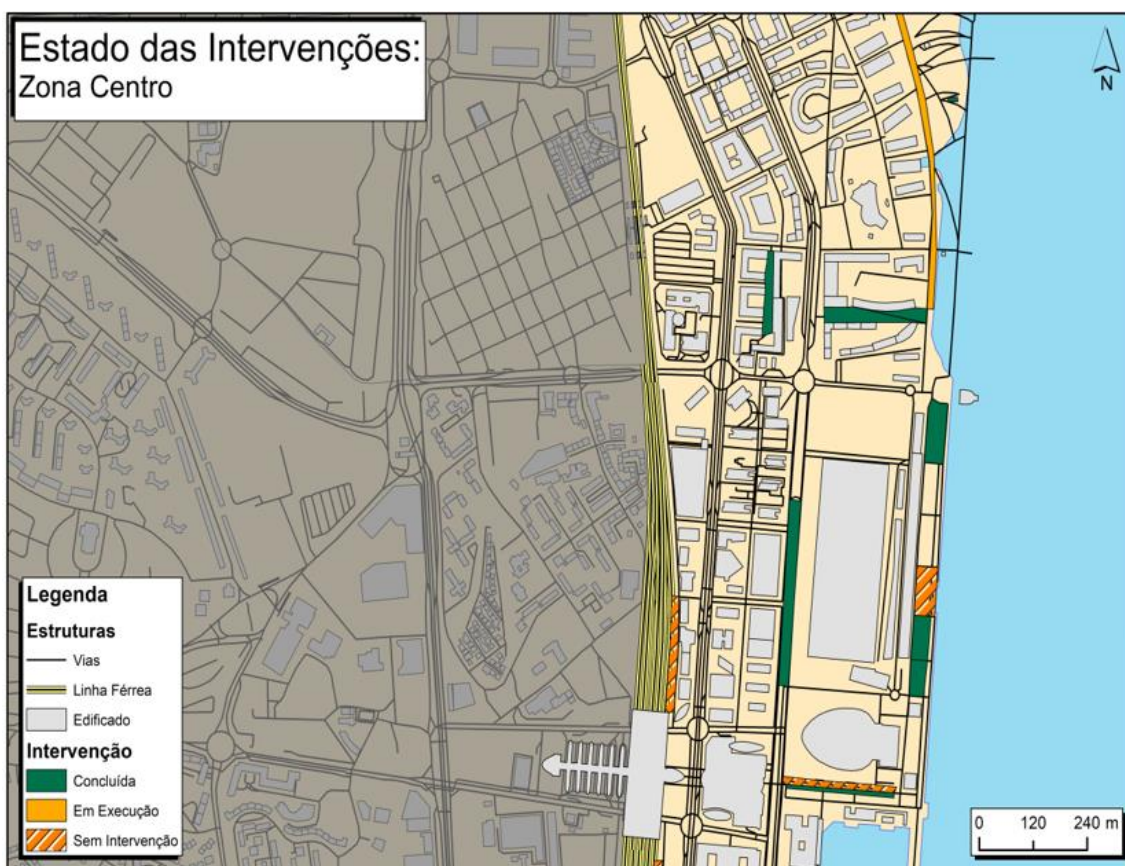 Estado das Intervenções:
Zona Centro
N
Legenda
Estruturas
Vias
Linha Férrea
Edificado
Intervenção
Concluída
Em Execução
Sem Intervenção
0 120 240 m